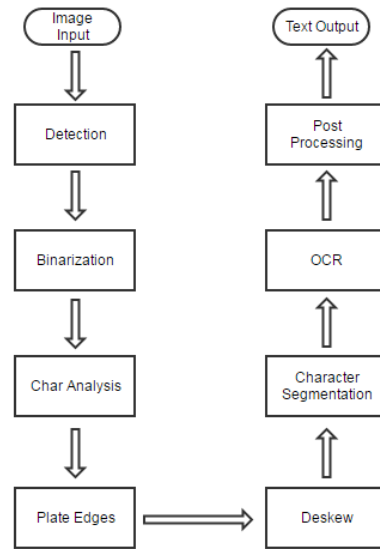 Image
Input
Detection
Binarization
Char Analysis
Plate Edges
Deskew
Character
Segmentation
OCR
Post
Processing
Text Output